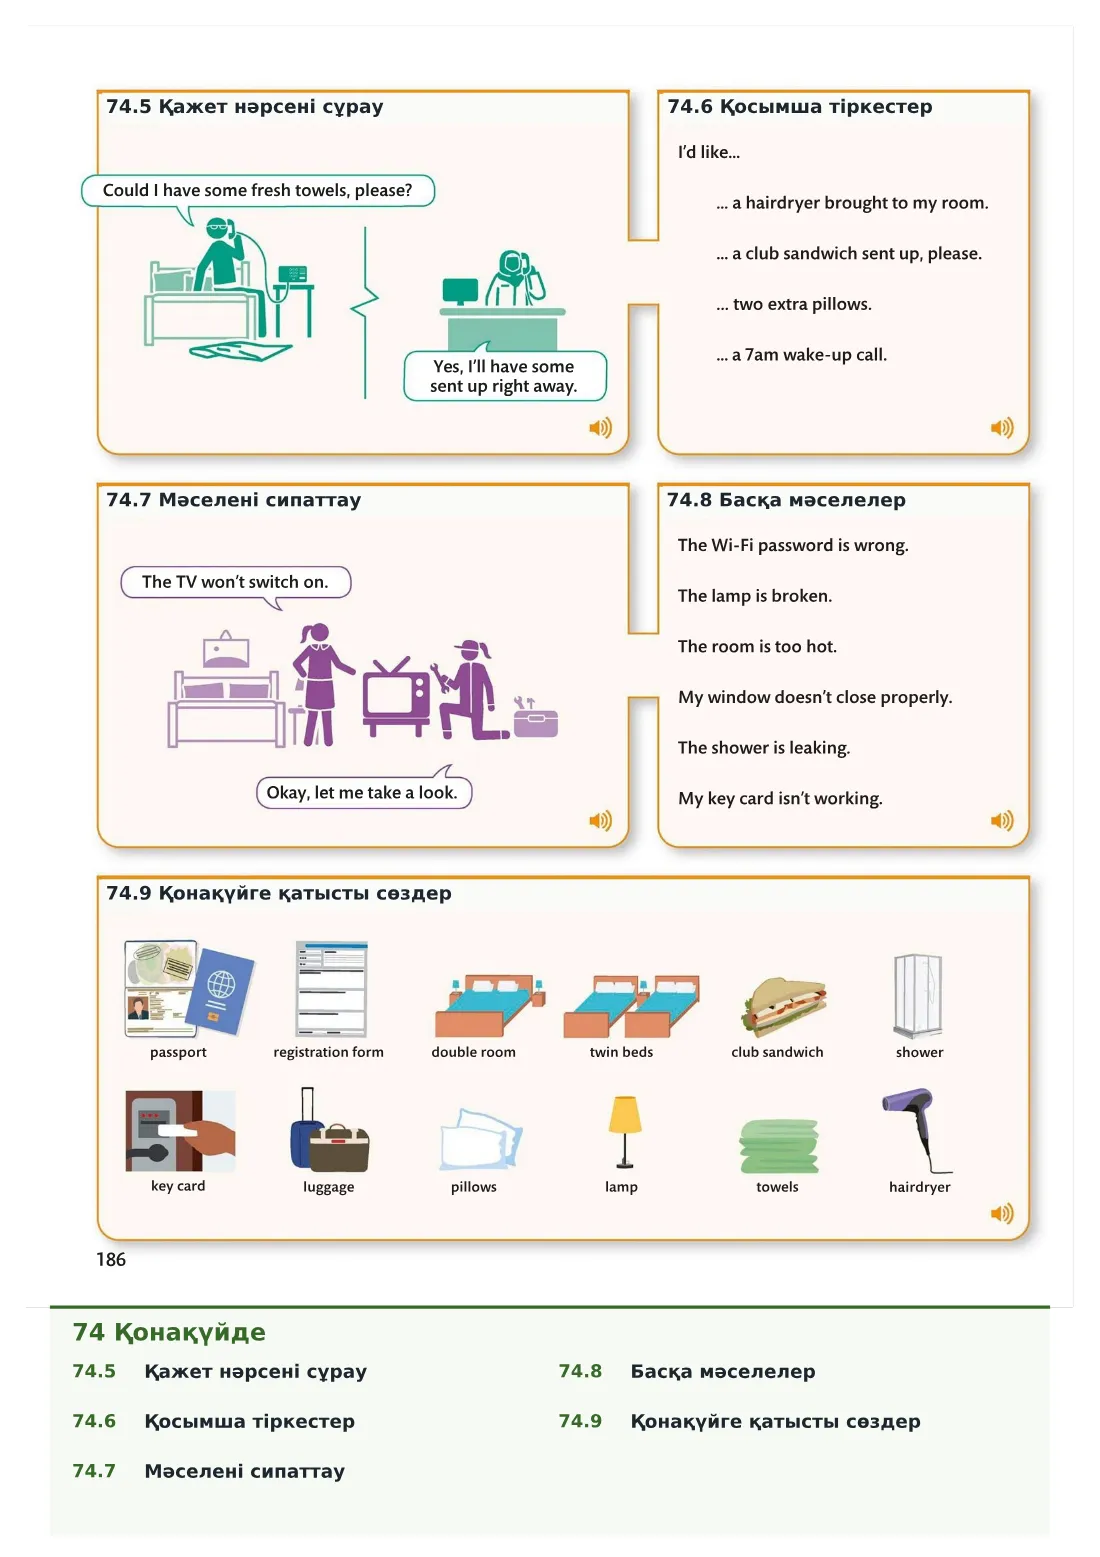 74.5 Қажет нәрсені сұрау
Could I have some fresh towels, please?
Yes, I’ll have some
sent up right away.
74.6 Қосымша тіркестер
I’d like...
... a hairdryer brought to my room.
... a club sandwich sent up, please.
... two extra pillows.
... a 7am wake-up call.
74.7 Мәселені сипаттау
The TV won’t switch on.
Okay, let me take a look.
74.8 Басқа мәселелер
The Wi-Fi password is wrong.
The lamp is broken.
The room is too hot.
My window doesn’t close properly.
The shower is leaking.
My key card isn’t working.
74.9 Қонақүйге қатысты сөздер
passport
registration form
double room
twin beds
club sandwich
shower
key card
luggage
pillows
lamp
towels
hairdryer
186
74 Қонақүйде
74.5 Қажет нәрсені сұрау
74.6 Қосымша тіркестер
74.7 Мәселені сипаттау
74.8 Басқа мәселелер
74.9 Қонақүйге қатысты сөздер